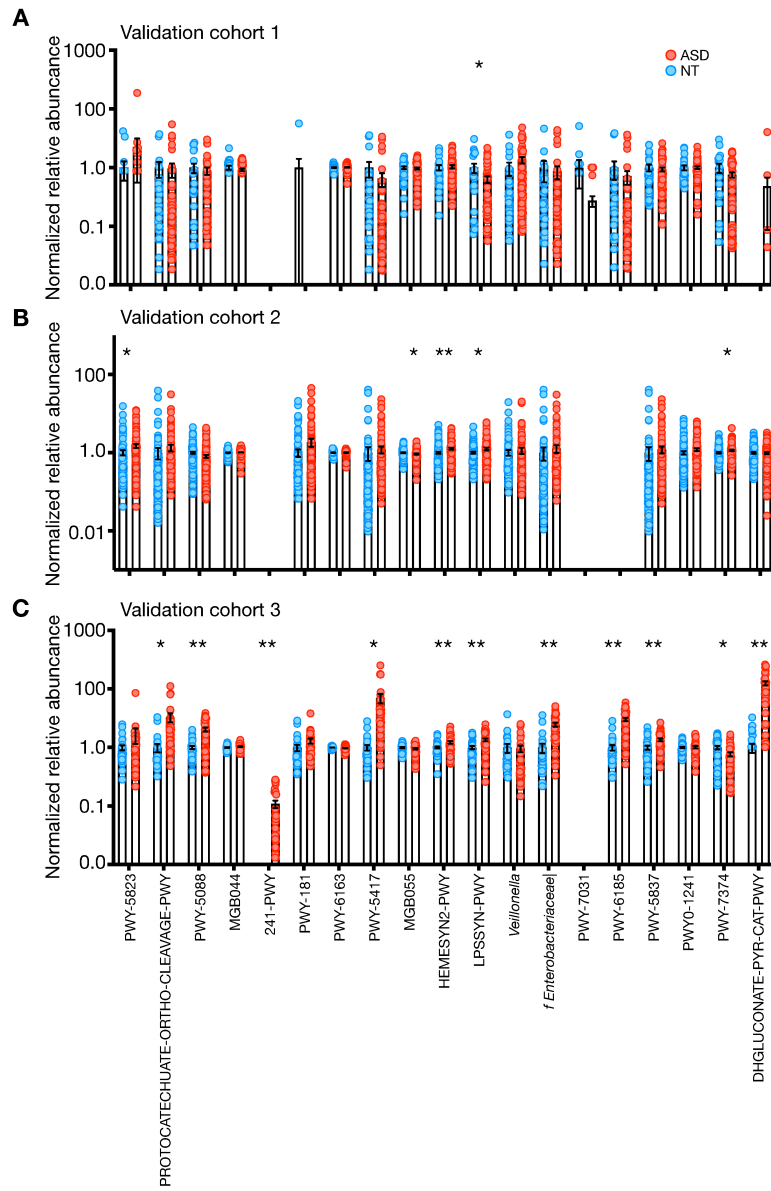 A
Validation cohort 1
Normalized relative abuncance
1000
100
1.0
0.1
0.0
*
ASD
NT
B
Validation cohort 2
Normalized relative abuncance
100
1.0
0.01
*
*
**
*
*
C
Validation cohort 3
Normalized relative abuncance
1000
100
1.0
0.1
0.0
*
**
**
*
**
**
**
**
**
*
**
PWY-5823
PROTOCATECHUATE-ORTHO-CLEAVAGE-PWY
PWY-5088
MGB044
241-PWY
PWY-181
PWY-6163
PWY-5417
MGB055
HEMESYN2-PWY
LPSSYN-PWY
Veillonella
f Enterobacteriaceae|
PWY-7031
PWY-6185
PWY-5837
PWY0-1241
PWY-7374
DHGLUCONATE-PYR-CAT-PWY